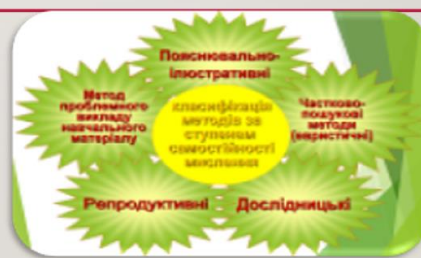 Пояснювально-
ілюстративні
Метод
проблемного
викладу
навчального
матеріалу
класифікація
методів за
ступенем
самостійності
мислення
Частково-
пошукові
методи
(евристичні)
Репродуктивні
Дослідницькі